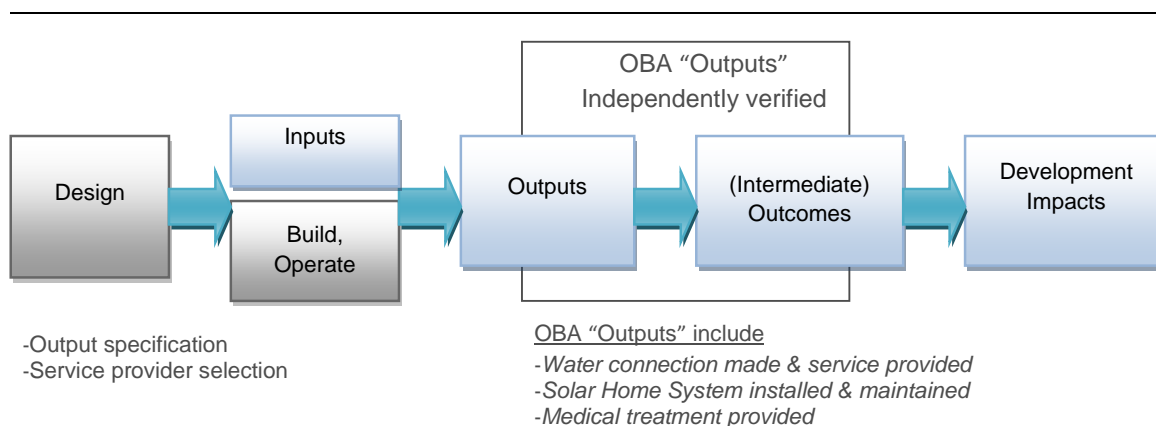 OBA “Outputs”
Independently verified
Design
Inputs
Build,
Operate
Outputs
(Intermediate)
Outcomes
Development
Impacts
-Output specification
-Service provider selection
OBA “Outputs” include
-Water connection made & service provided
-Solar Home System installed & maintained
-Medical treatment provided